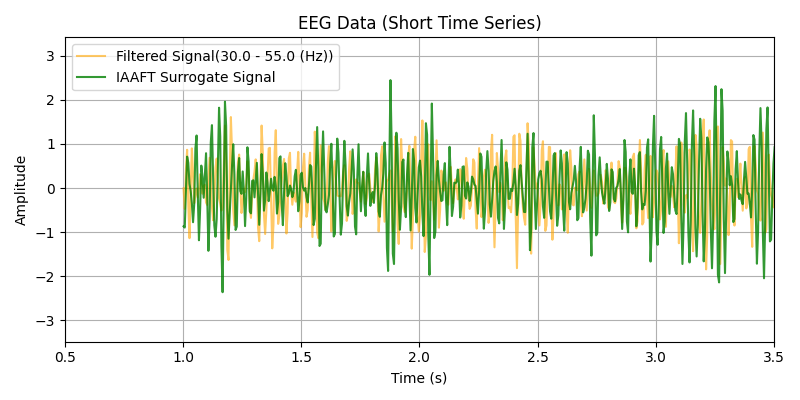 EEG Data (Short Time Series)
Filtered Signal(30.0 - 55.0 (Hz))
IAAFT Surrogate Signal
Amplitude
3
2
1
0
−1
−2
−3
0.5 1.0 1.5 2.0 2.5 3.0 3.5
Time (s)